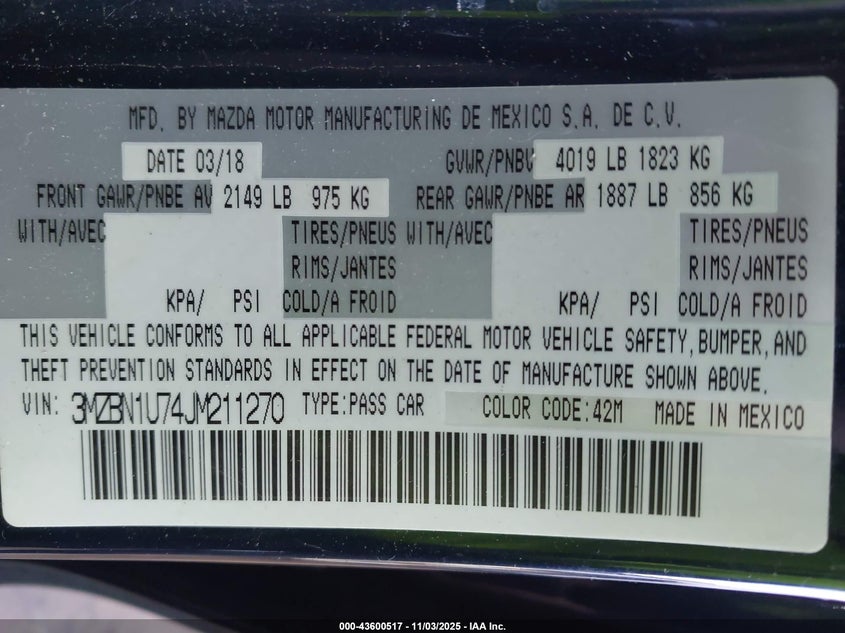 MFD. BY MAZDA MOTOR MANUFACTURING DE MEXICO S.A. DE C.V.
DATE 03/18 GVWR/PNBV 4019 LB 1823 KG
FRONT GAWR/PNBE AV 2149 LB 975 KG REAR GAWR/PNBE AR 1887 LB 856 KG
WITH/AVEC TIRES/PNEUS WITH/AVEC TIRES/PNEUS
RIMS/JANTES RIMS/JANTES
KPA/ PSI COLD/A FROID KPA/ PSI COLD/A FROID
THIS VEHICLE CONFORMS TO ALL APPLICABLE FEDERAL MOTOR VEHICLE SAFETY, BUMPER, AND
THEFT PREVENTION STANDARDS IN EFFECT ON THE DATE OF MANUFACTURE SHOWN ABOVE.
VIN: 3MZBN1U74JM211270 TYPE:PASS CAR COLOR CODE:42M MADE IN MEXICO
000-43600517 - 11/03/2025 - IAA Inc.